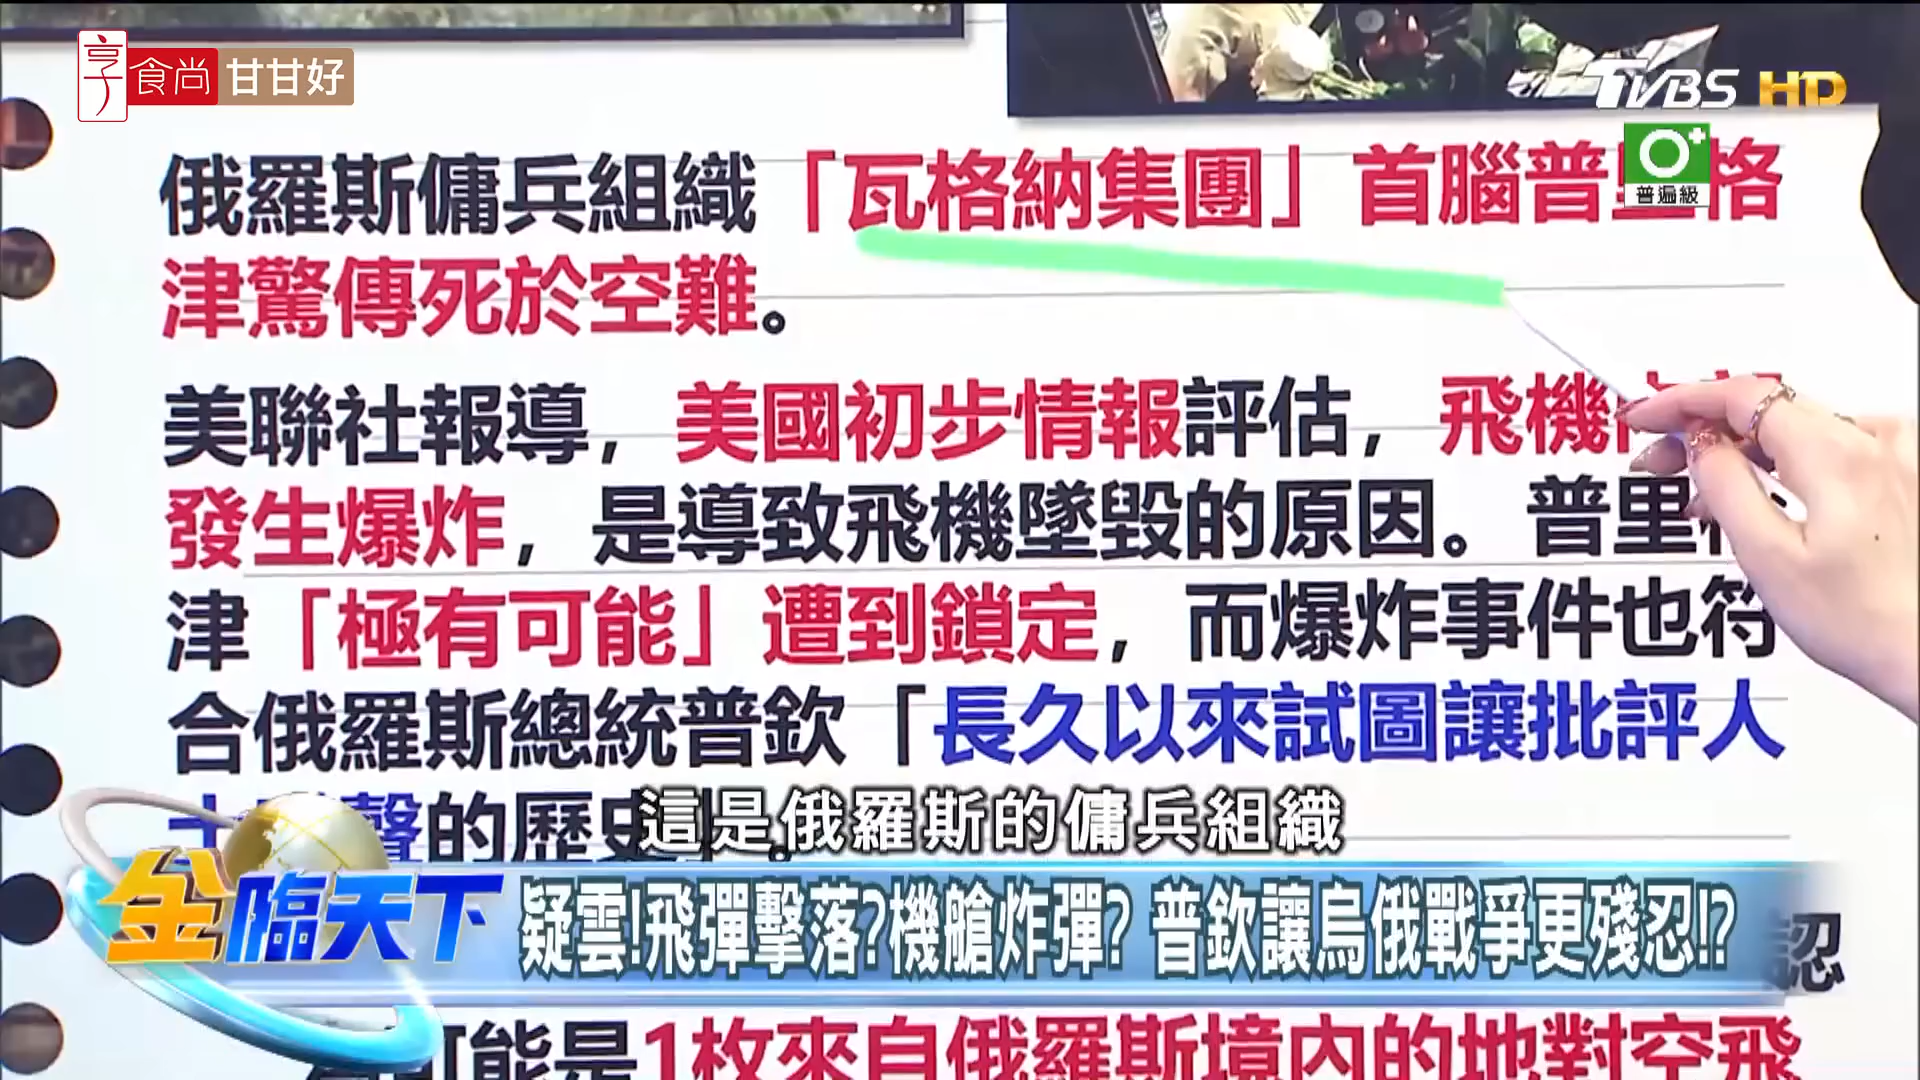 享 食尚 甘甘好
TVBS HD
普遍級
俄羅斯傭兵組織「瓦格納集團」首腦普里格
津驚傳死於空難。
美聯社報導，美國初步情報評估，飛機
發生爆炸，是導致飛機墜毀的原因。普里格
津「極有可能」遭到鎖定，而爆炸事件也符
合俄羅斯總統普欽「長久以來試圖讓批評人
聲的歷史」。
這是俄羅斯的傭兵組織
金臨天下
疑雲!飛彈擊落?機艙炸彈? 普欽讓烏俄戰爭更殘忍!?
認
可能是1枚來自俄羅斯境內的地對空飛